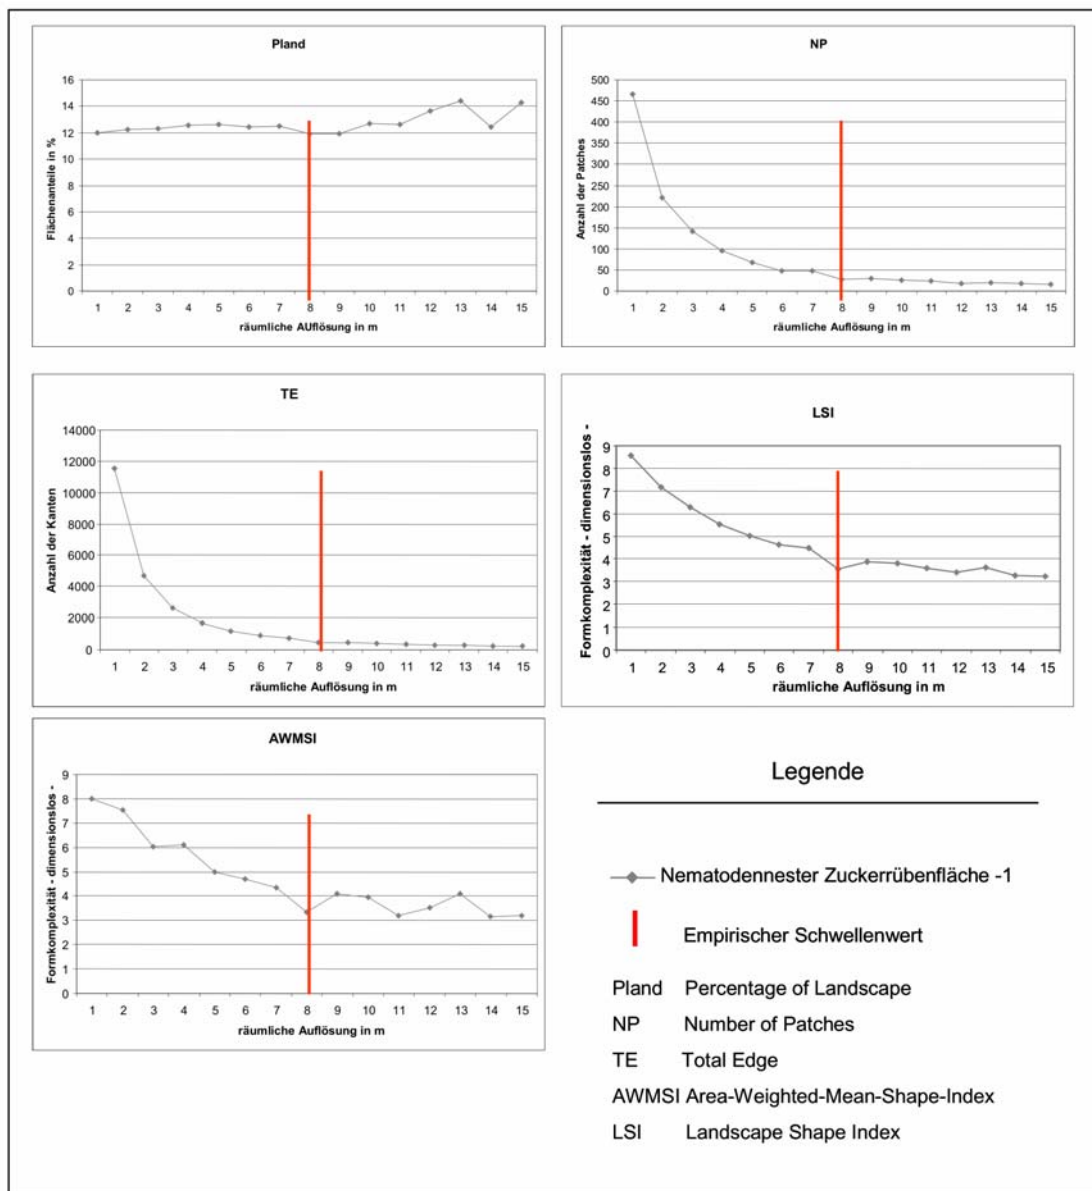 Pland
Flächenanteile in %
16
14
12
10
8
6
4
2
0
1 2 3 4 5 6 7 8 9 10 11 12 13 14 15
räumliche AUflösung in m
NP
Anzahl der Patches
500
450
400
350
300
250
200
150
100
50
0
1 2 3 4 5 6 7 8 9 10 11 12 13 14 15
räumliche Auflösung in m
TE
Anzahl der Kanten
14000
12000
10000
8000
6000
4000
2000
0
1 2 3 4 5 6 7 8 9 10 11 12 13 14 15
räumliche Auflösung in m
LSI
Formkomplexität - dimensionslos -
9
8
7
6
5
4
3
2
1
0
1 2 3 4 5 6 7 8 9 10 11 12 13 14 15
räumliche Auflösung in m
AWMSI
Formkomplexität - dimensionslos -
9
8
7
6
5
4
3
2
1
0
1 2 3 4 5 6 7 8 9 10 11 12 13 14 15
räumliche Auflösung in m
Legende
Nematodennester Zuckerrübenfläche -1
Empirischer Schwellenwert
Pland Percentage of Landscape
NP Number of Patches
TE Total Edge
AWMSI Area-Weighted-Mean-Shape-Index
LSI Landscape Shape Index